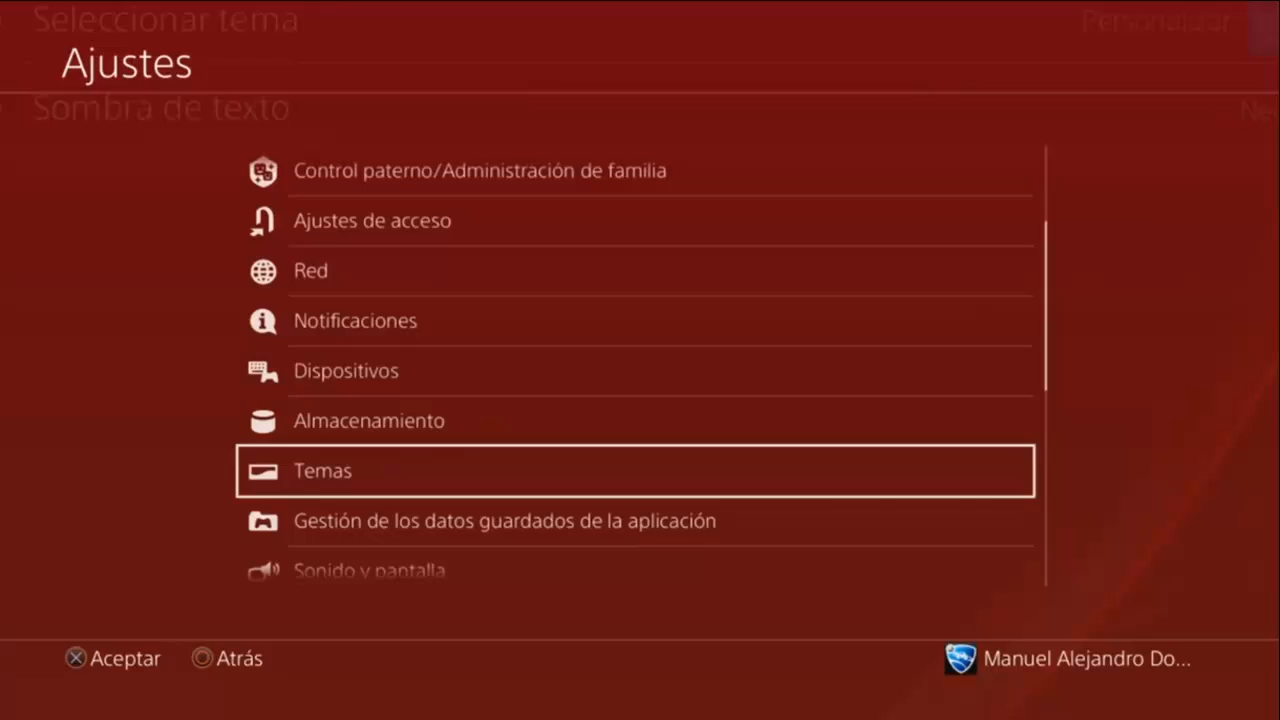 Seleccionar tema
Personalizar
Ajustes
Sombra de texto
Control paterno/Administración de familia
Ajustes de acceso
Red
Notificaciones
Dispositivos
Almacenamiento
Temas
Gestión de los datos guardados de la aplicación
Sonido y pantalla
Aceptar
Atrás
Manuel Alejandro Do...